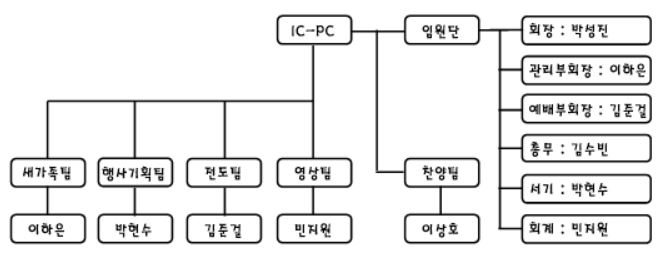 IC-PC
임원단
회장 : 박성진
관리부회장 : 이하은
예배부회장 : 김준걸
총무 : 김수빈
서기 : 박현수
회계 : 민지원
새가족팀
행사기획팀
전도팀
영상팀
찬양팀
이하은
박현수
김준걸
민지원
이상호